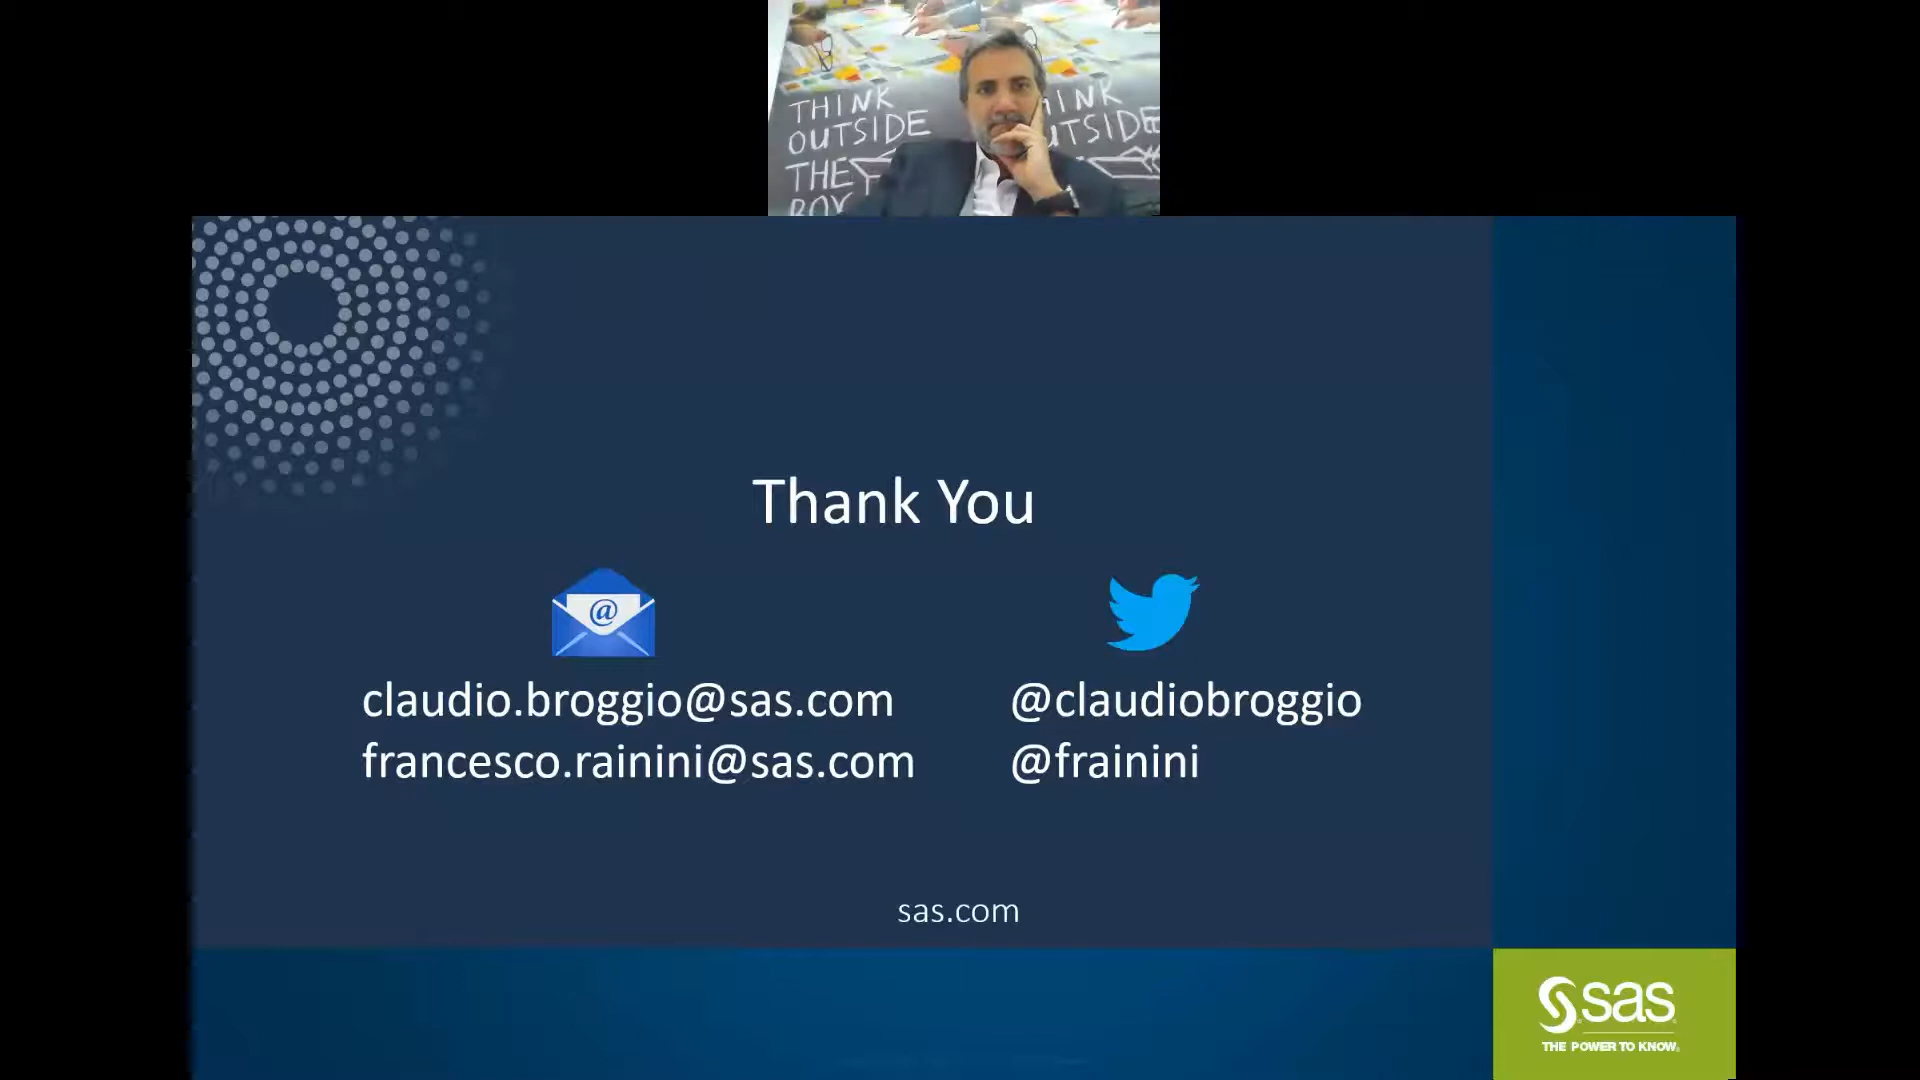 THINK
OUTSIDE
THE
BOX
INK
UTSIDE
Thank You
@
claudio.broggio@sas.com
@claudiobroggio
francesco.rainini@sas.com
@frainini
sas.com
sas
THE POWER TO KNOW®